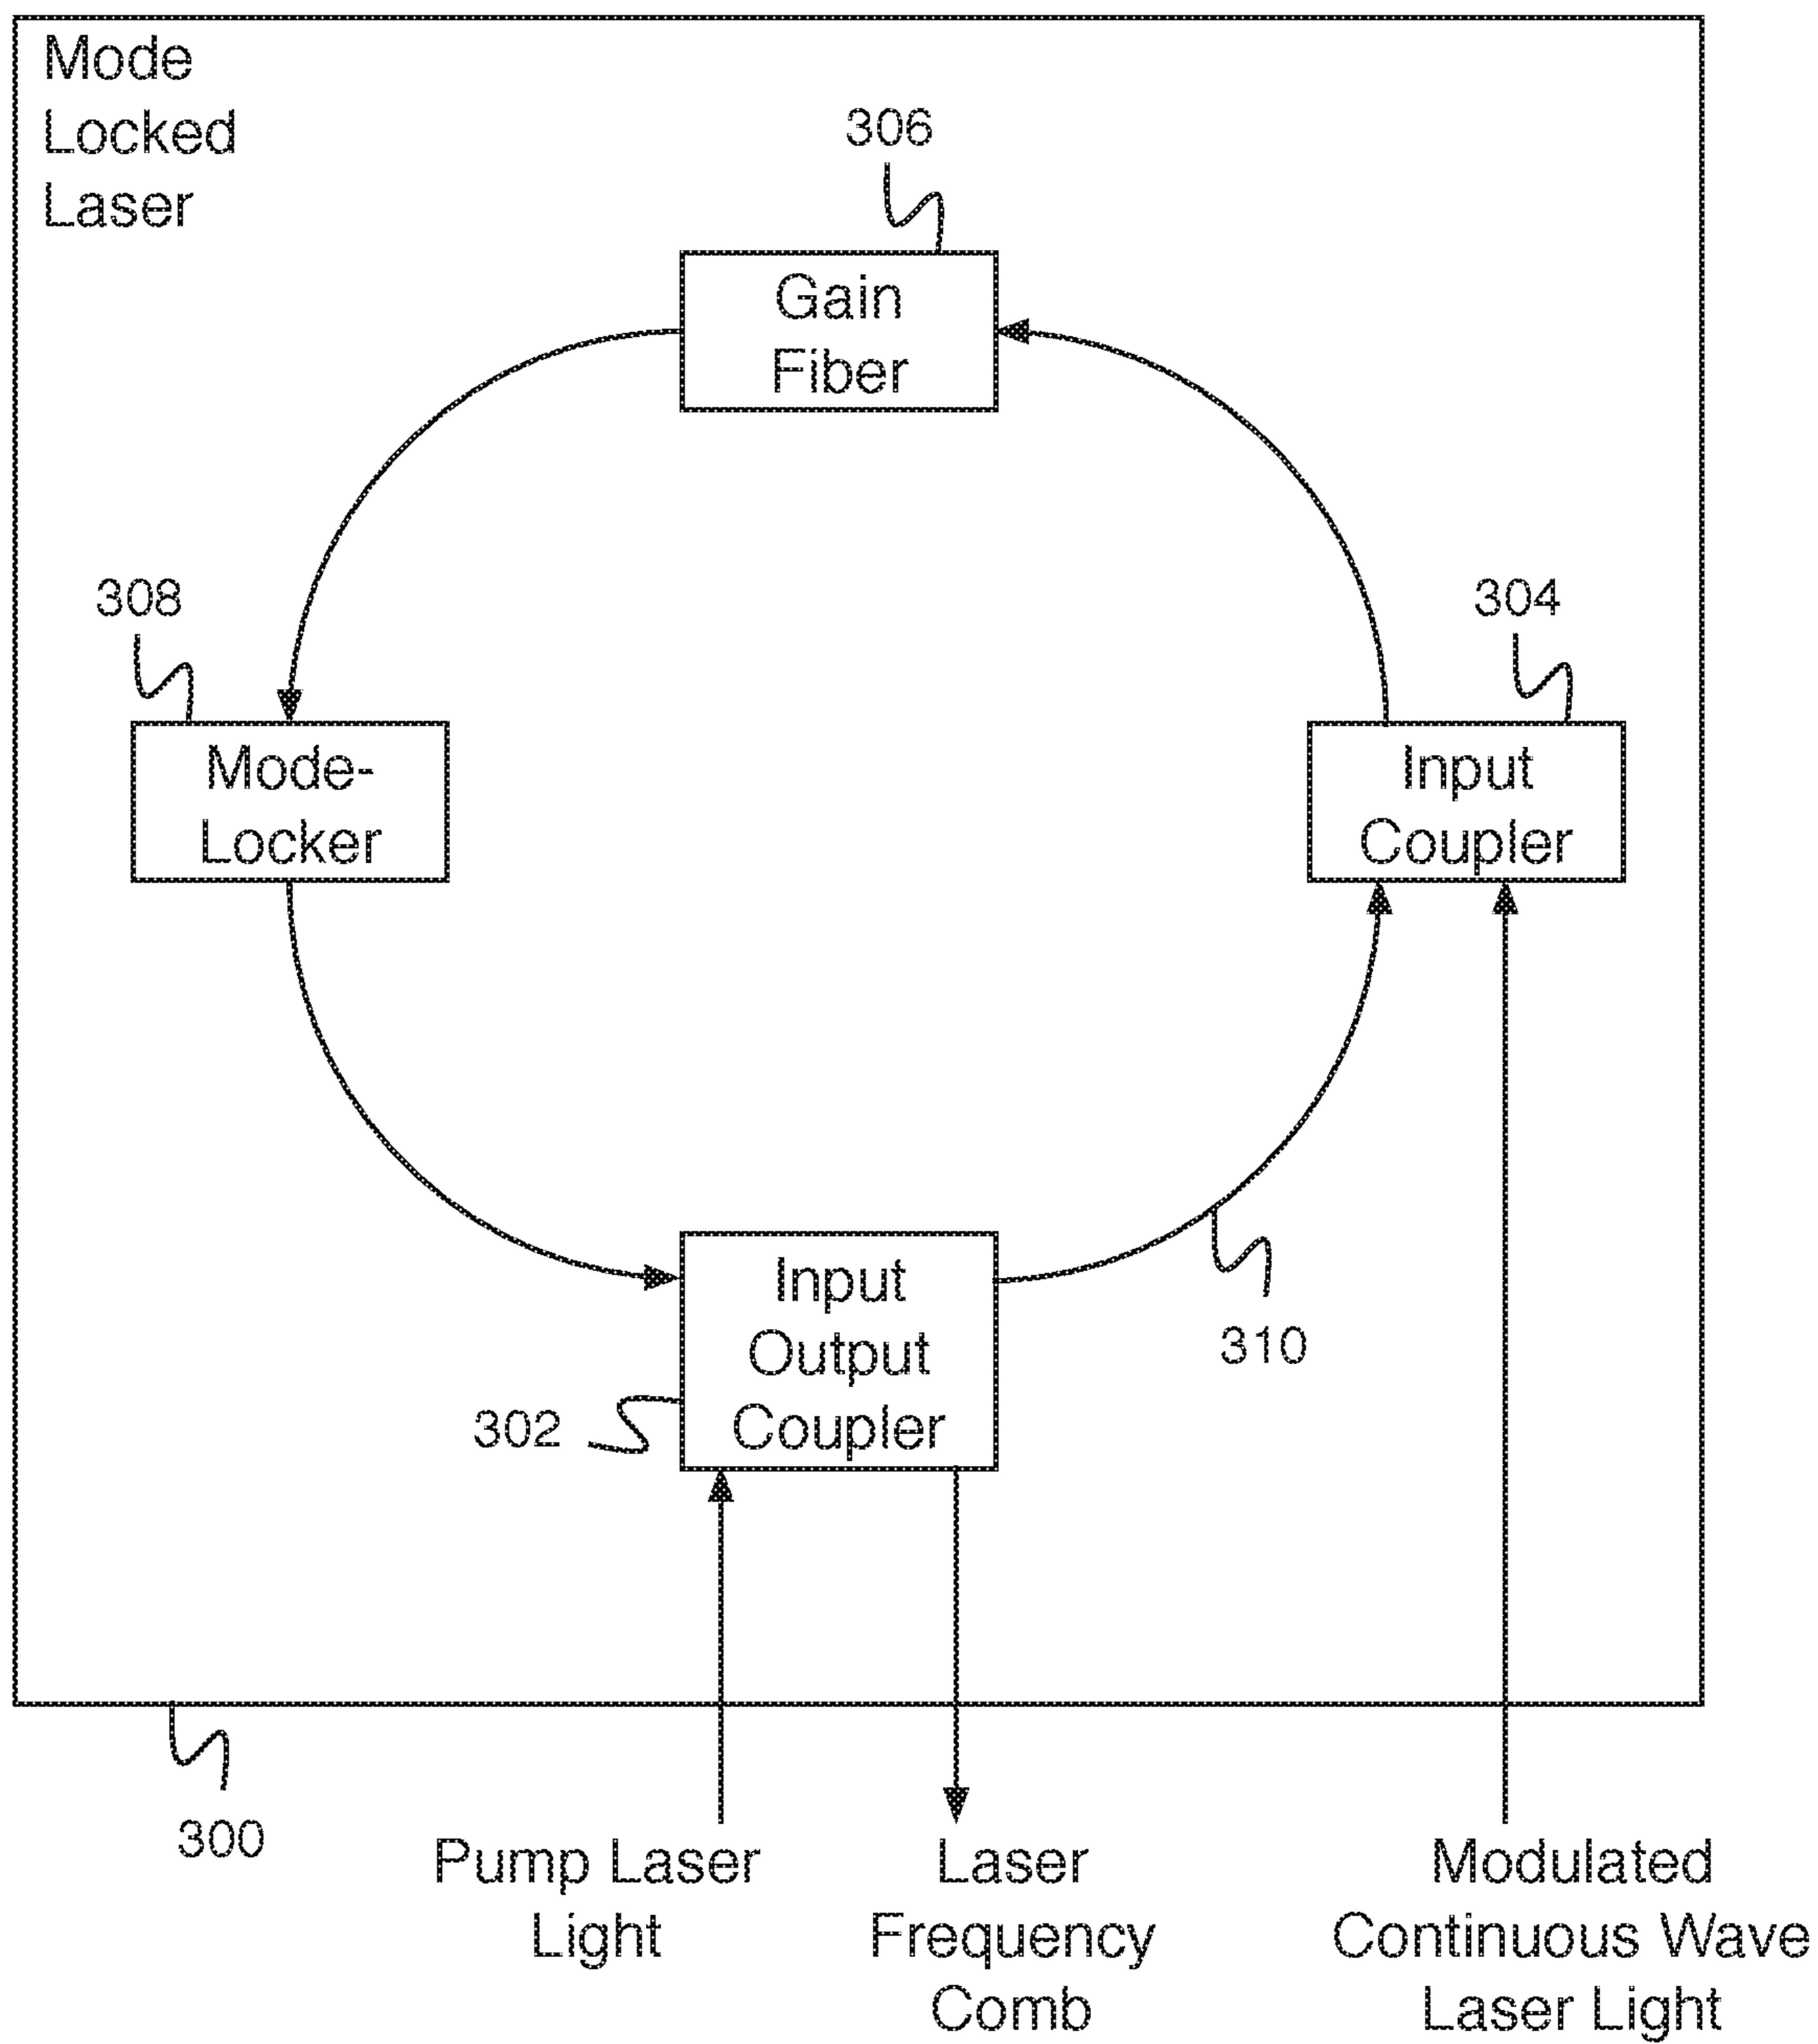 Mode
Locked
Laser
306
Gain
Fiber
308
304
Mode-
Locker
Input
Coupler
Input
Output
Coupler
310
302
300
Pump Laser
Light
Laser
Frequency
Comb
Modulated
Continuous Wave
Laser Light